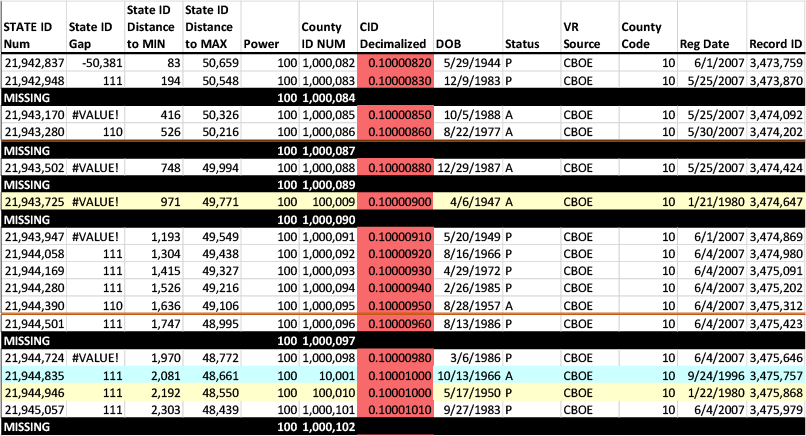 STATE ID Num State ID Gap State ID Distance to MIN State ID Distance to MAX Power County ID NUM CID Decimalized DOB Status VR Source County Code Reg Date Record ID
21,942,837 -50,381 83 50,659 100 1,000,082 0.10000820 5/29/1944 P CBOE 10 6/1/2007 3,473,759
21,942,948 111 194 50,548 100 1,000,083 0.10000830 12/9/1983 P CBOE 10 5/25/2007 3,473,870
MISSING 100 1,000,084
21,943,170 #VALUE! 416 50,326 100 1,000,085 0.10000850 10/5/1988 A CBOE 10 5/25/2007 3,474,092
21,943,280 110 526 50,216 100 1,000,086 0.10000860 8/22/1977 A CBOE 10 5/30/2007 3,474,202
MISSING 100 1,000,087
21,943,502 #VALUE! 748 49,994 100 1,000,088 0.10000880 12/29/1987 A CBOE 10 5/25/2007 3,474,424
MISSING 100 1,000,089
21,943,725 #VALUE! 971 49,771 100 100,009 0.10000900 4/6/1947 A CBOE 10 1/21/1980 3,474,647
MISSING 100 1,000,090
21,943,947 #VALUE! 1,193 49,549 100 1,000,091 0.10000910 5/20/1949 P CBOE 10 6/1/2007 3,474,869
21,944,058 111 1,304 49,438 100 1,000,092 0.10000920 8/16/1966 P CBOE 10 6/4/2007 3,474,980
21,944,169 111 1,415 49,327 100 1,000,093 0.10000930 4/29/1972 P CBOE 10 6/4/2007 3,475,091
21,944,280 111 1,526 49,216 100 1,000,094 0.10000940 2/26/1985 P CBOE 10 6/4/2007 3,475,202
21,944,390 110 1,636 49,106 100 1,000,095 0.10000950 8/28/1957 A CBOE 10 6/4/2007 3,475,312
21,944,501 111 1,747 48,995 100 1,000,096 0.10000960 8/13/1986 P CBOE 10 6/4/2007 3,475,423
MISSING 100 1,000,097
21,944,724 #VALUE! 1,970 48,772 100 1,000,098 0.10000980 3/6/1986 P CBOE 10 6/4/2007 3,475,646
21,944,835 111 2,081 48,661 100 10,001 0.10001000 10/13/1966 A CBOE 10 9/24/1996 3,475,757
21,944,946 111 2,192 48,550 100 100,010 0.10001000 5/17/1950 P CBOE 10 1/22/1980 3,475,868
21,945,057 111 2,303 48,439 100 1,000,101 0.10001010 9/27/1983 P CBOE 10 6/4/2007 3,475,979
MISSING 100 1,000,102